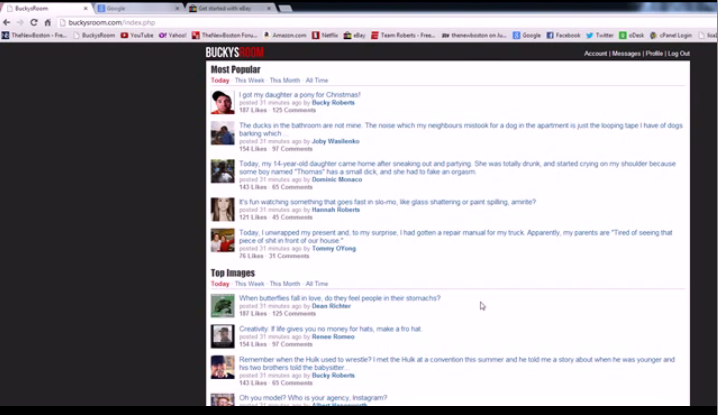 BuckysRoom
Google
Get started with eBay
buckysroom.com/index.php
TheNewBoston - Fre...
BuckysRoom
YouTube
Yahoo!
TheNewBoston Foru...
Amazon.com
Netflix
eBay
Team Roberts - Free...
thenewboston on Ju...
Google
Facebook
Twitter
oDesk
cPanel Login
BUCKYSROOM
Account | Messages | Profile | Log Out
Most Popular
Today · This Week · This Month · All Time
I got my daughter a pony for Christmas!
posted 31 minutes ago by Bucky Roberts
187 Likes · 125 Comments
The ducks in the bathroom are not mine. The noise which my neighbours mistook for a dog in the apartment is just the looping tape I have of dogs
barking which ...
posted 31 minutes ago by Joby Wasilenko
154 Likes · 97 Comments
Today, my 14-year-old daughter came home after sneaking out and partying. She was totally drunk, and started crying on my shoulder because
some boy named "Thomas" has a small dick, and she had to fake an orgasm.
posted 31 minutes ago by Dominic Monaco
143 Likes · 65 Comments
It's fun watching something that goes fast in slo-mo, like glass shattering or paint spilling, amirite?
posted 31 minutes ago by Hannah Roberts
121 Likes · 45 Comments
Today, I unwrapped my present and, to my surprise, I had gotten a repair manual for my truck. Apparently, my parents are "Tired of seeing that
piece of shit in front of our house."
posted 31 minutes ago by Tommy OYong
76 Likes · 31 Comments
Top Images
Today · This Week · This Month · All Time
When butterflies fall in love, do they feel people in their stomachs?
posted 31 minutes ago by Dean Richter
187 Likes · 125 Comments
Creativity: If life gives you no money for hats, make a fro hat.
posted 31 minutes ago by Renee Romeo
154 Likes · 97 Comments
Remember when the Hulk used to wrestle? I met the Hulk at a convention this summer and he told me a story about when he was younger and
his two brothers told the babysitter...
posted 31 minutes ago by Bucky Roberts
143 Likes · 65 Comments
Oh you model? Who is your agency, Instagram?